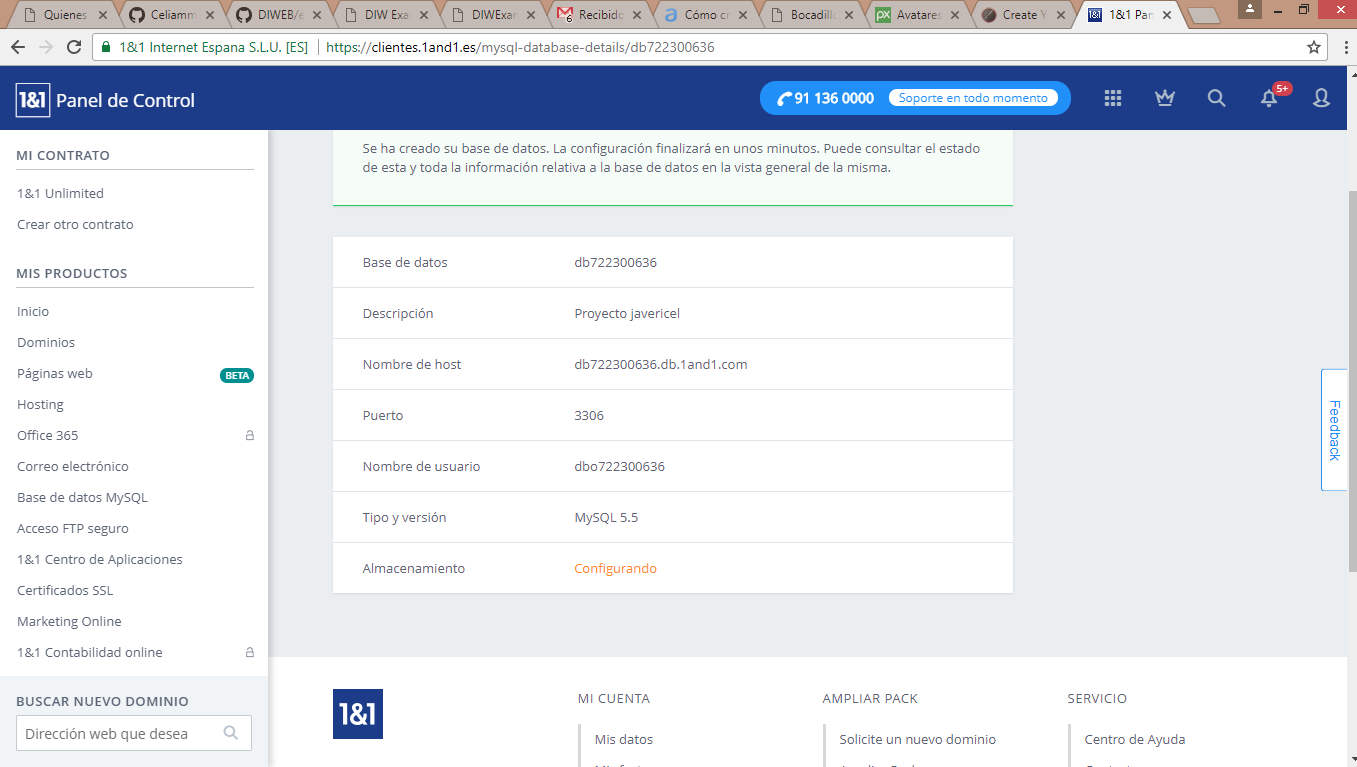 Quienes
Celiamm
DIWEB/e
DIW Exa
DIWExan
Recibido
Cómo c
Bocadill
Avatares
Create Y
1&1 Pan
1&1 Internet Espana S.L.U. [ES]
https://clientes.1and1.es/mysql-database-details/db722300636
1&1 Panel de Control
91 136 0000
Soporte en todo momento
5+
MI CONTRATO
1&1 Unlimited
Crear otro contrato
MIS PRODUCTOS
Inicio
Dominios
Páginas web
BETA
Hosting
Office 365
Correo electrónico
Base de datos MySQL
Acceso FTP seguro
1&1 Centro de Aplicaciones
Certificados SSL
Marketing Online
1&1 Contabilidad online
BUSCAR NUEVO DOMINIO
Dirección web que desea
Se ha creado su base de datos. La configuración finalizará en unos minutos. Puede consultar el estado
de esta y toda la información relativa a la base de datos en la vista general de la misma.
Base de datos db722300636
Descripción Proyecto javericel
Nombre de host db722300636.db.1and1.com
Puerto 3306
Nombre de usuario dbo722300636
Tipo y versión MySQL 5.5
Almacenamiento Configurando
Feedback
1&1
MI CUENTA
Mis datos
AMPLIAR PACK
Solicite un nuevo dominio
SERVICIO
Centro de Ayuda